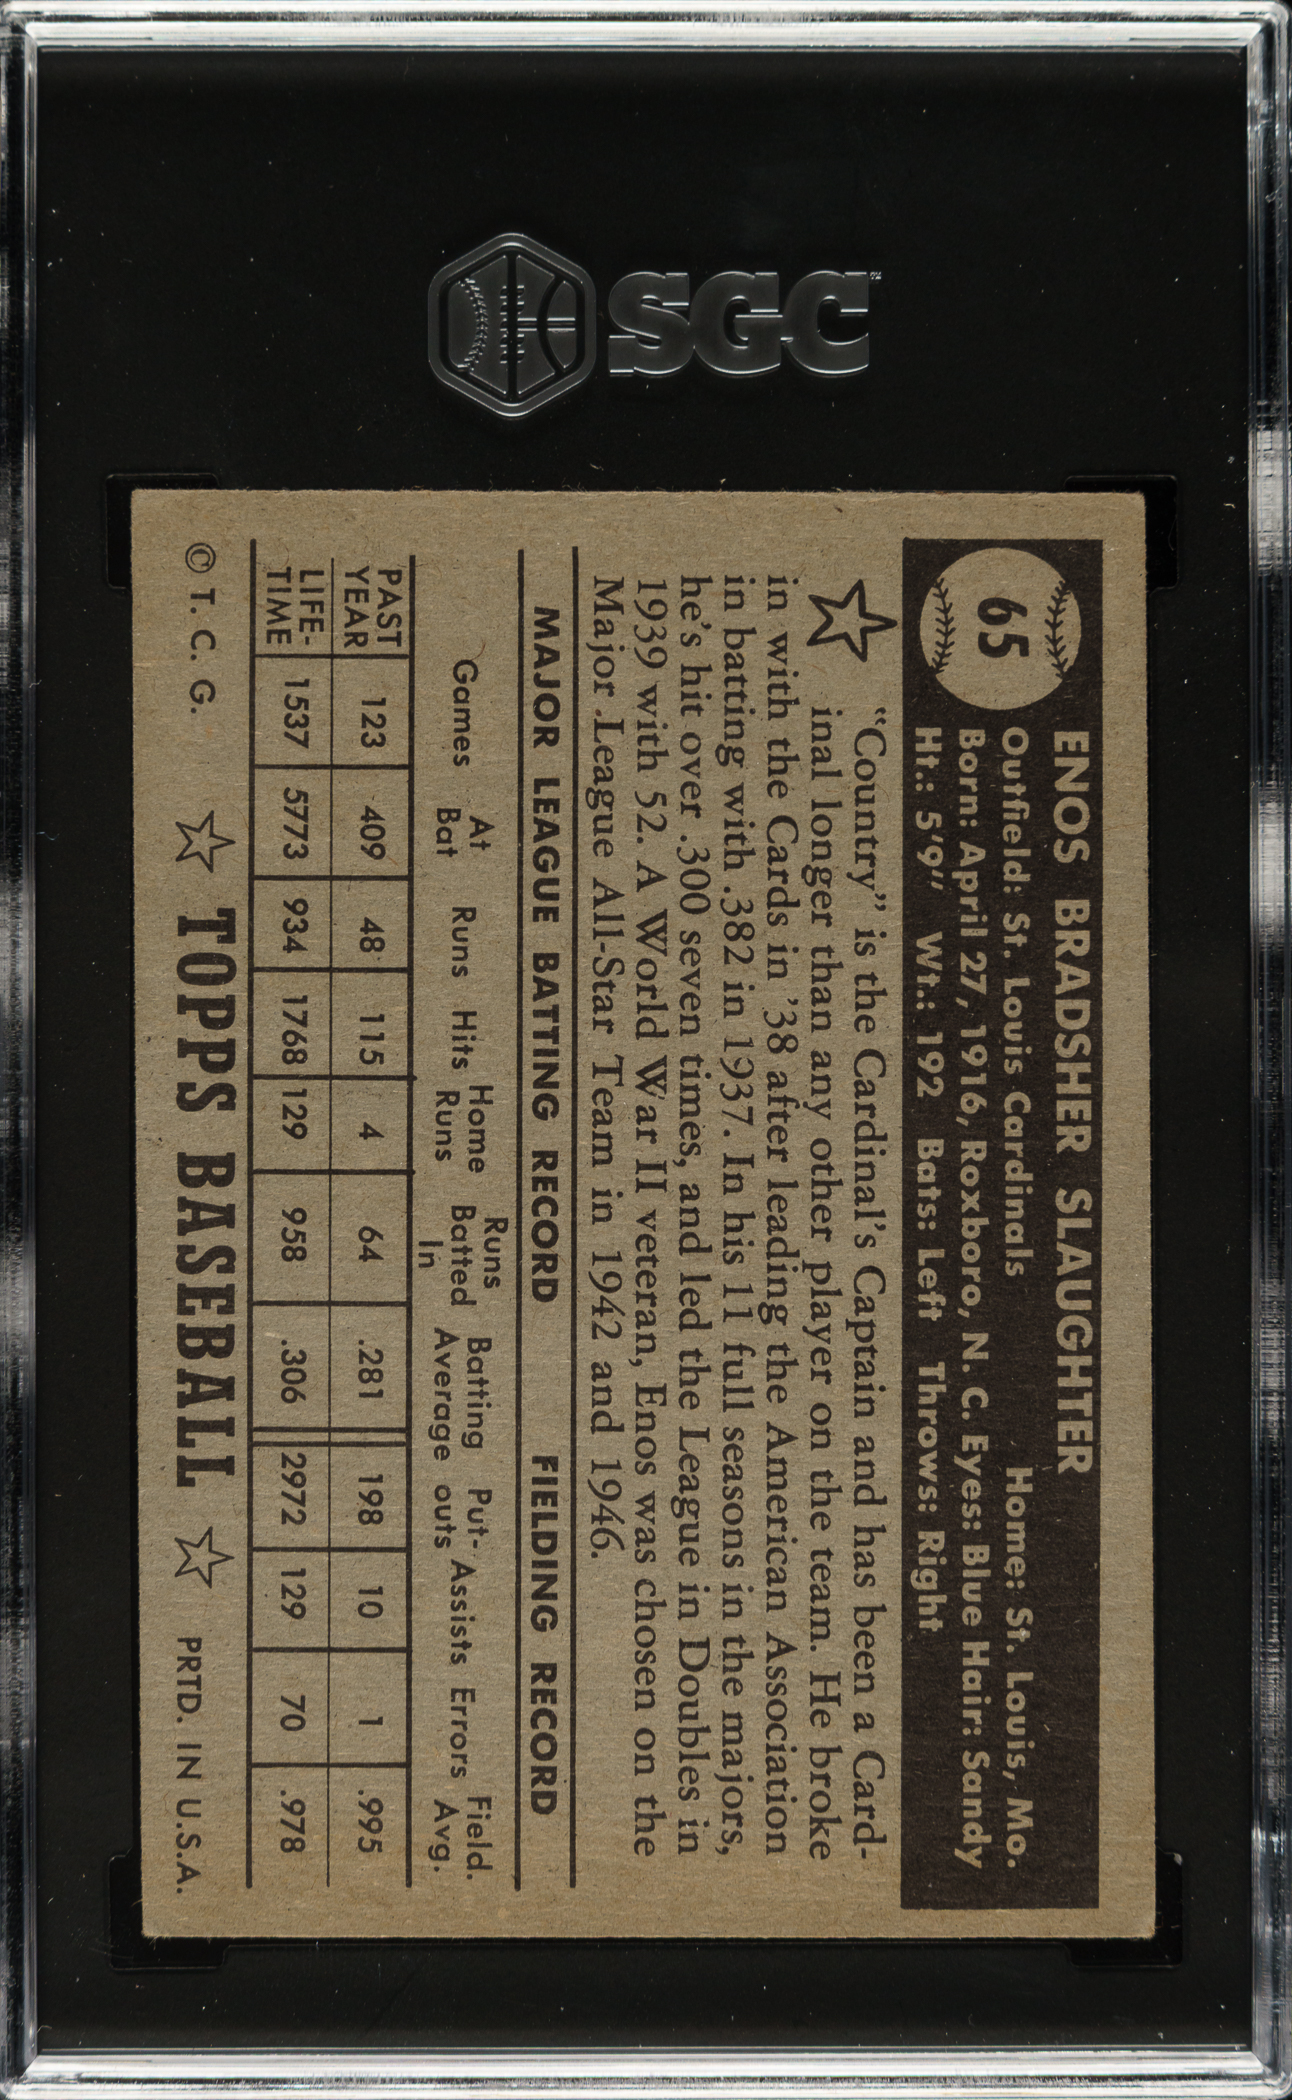 SGC™
65
ENOS BRADSHER SLAUGHTER
Outfield: St. Louis Cardinals Home: St. Louis, Mo.
Born: April 27, 1916, Roxboro, N. C. Eyes: Blue Hair: Sandy
Ht.: 5'9" Wt.: 192 Bats: Left Throws: Right
“Country” is the Cardinal's Captain and has been a Card-
inal longer than any other player on the team. He broke
in with the Cards in '38 after leading the American Association
in batting with .382 in 1937. In his 11 full seasons in the majors,
he's hit over .300 seven times, and led the League in Doubles in
1939 with 52. A World War II veteran, Enos was chosen on the
Major League All-Star Team in 1942 and 1946.
MAJOR LEAGUE BATTING RECORD FIELDING RECORD
Games At Bat Runs Hits Home Runs Runs Batted In Batting Average Put-outs Assists Errors Field. Avg.
PAST YEAR 123 409 48 115 4 64 .281 198 10 1 .995
LIFE-TIME 1537 5773 934 1768 129 958 .306 2972 129 70 .978
© T. C. G. ☆ TOPPS BASEBALL ☆ PRTD. IN U.S.A.